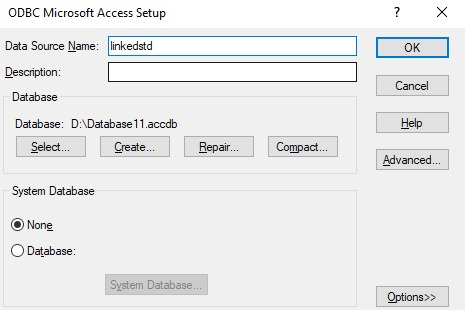 ODBC Microsoft Access Setup ? ×
Data Source Name: linkedstd OK
Description: Cancel
Database
Database: D:\Database11.accdb Help
Select... Create... Repair... Compact... Advanced...
System Database
None
Database:
System Database...
Options>>